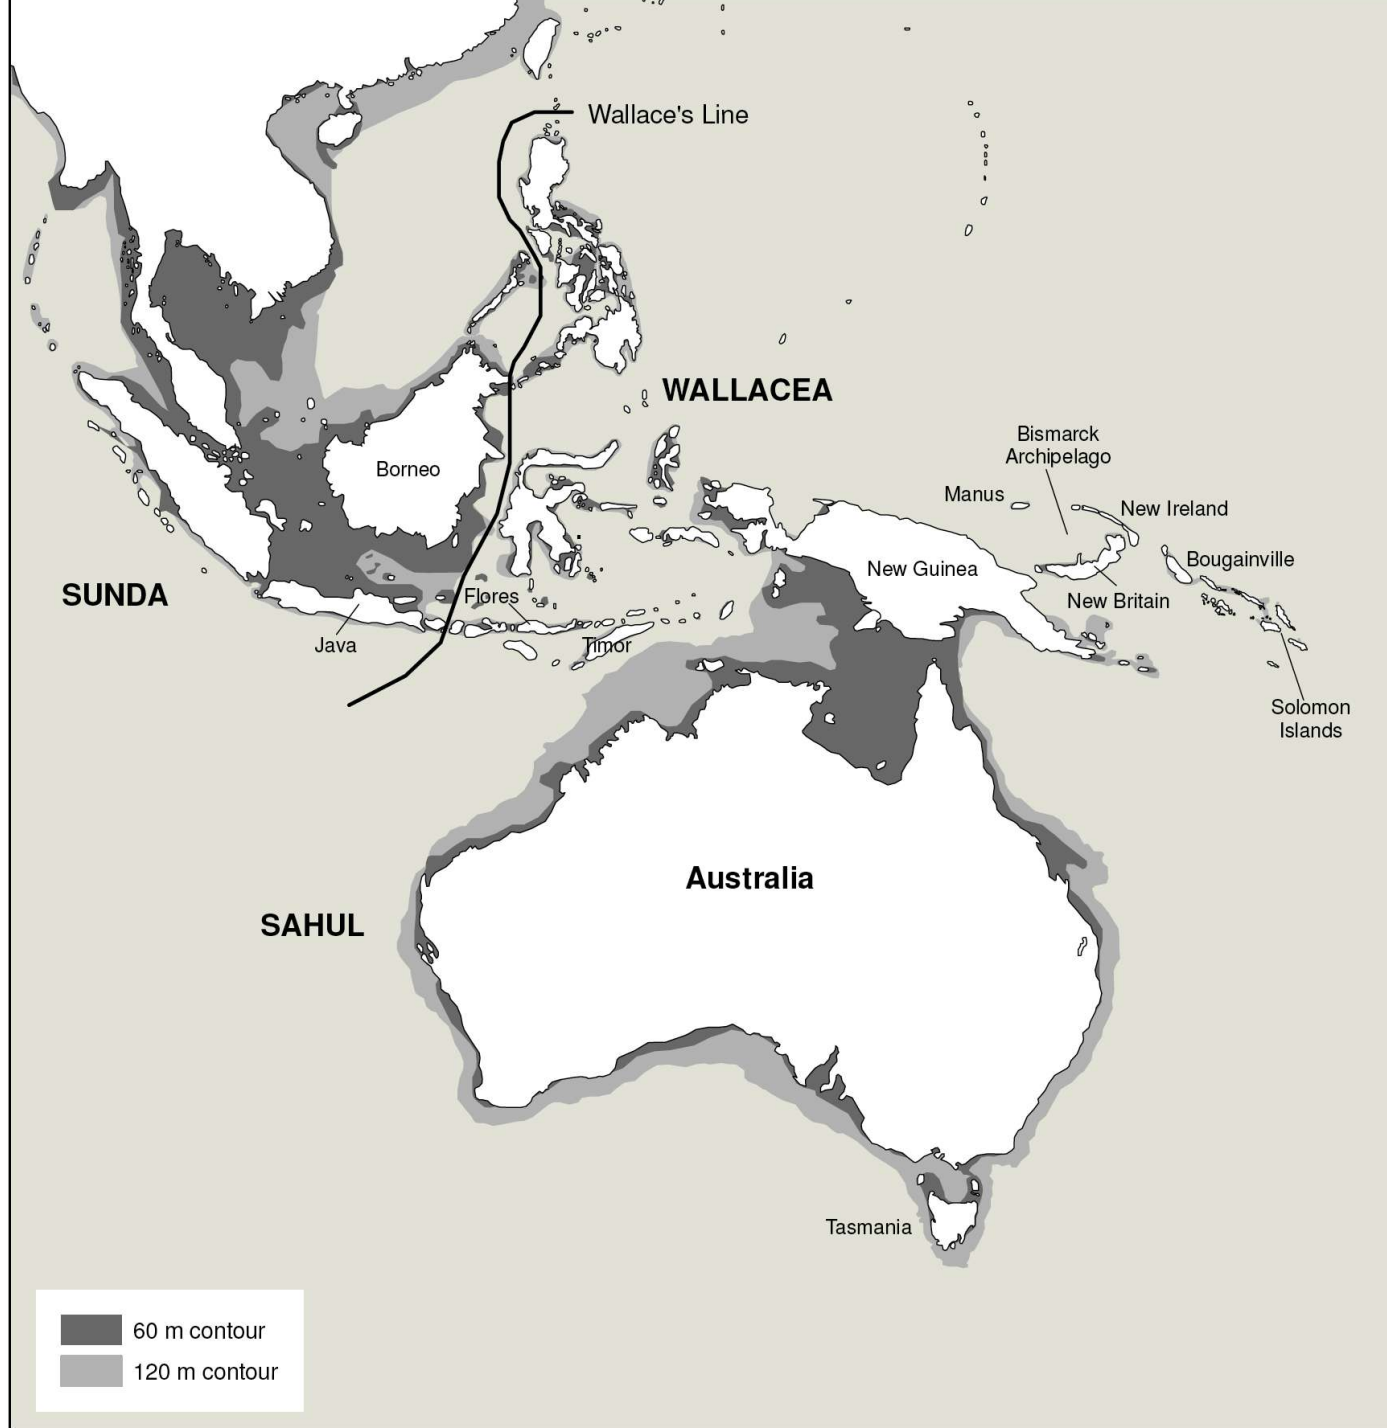 Wallace's Line
WALLACEA
Bismarck
Archipelago
Borneo
Manus
New Ireland
Bougainville
New Guinea
SUNDA
Flores
New Britain
Java
Timor
Solomon
Islands
Australia
SAHUL
Tasmania
60 m contour
120 m contour